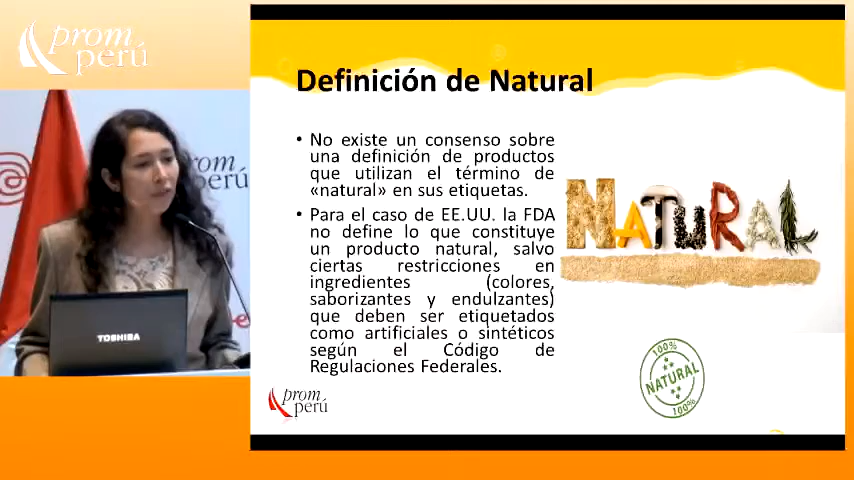 prom
perú
prom
perú
TOSHIBA
Definición de Natural
• No existe un consenso sobre
una definición de productos
que utilizan el término de
«natural» en sus etiquetas.
• Para el caso de EE.UU. la FDA
no define lo que constituye
un producto natural, salvo
ciertas restricciones en
ingredientes (colores,
saborizantes y endulzantes)
que deben ser etiquetados
como artificiales o sintéticos
según el Código de
Regulaciones Federales.
NATURAL
100%
NATURAL
100%
prom
perú